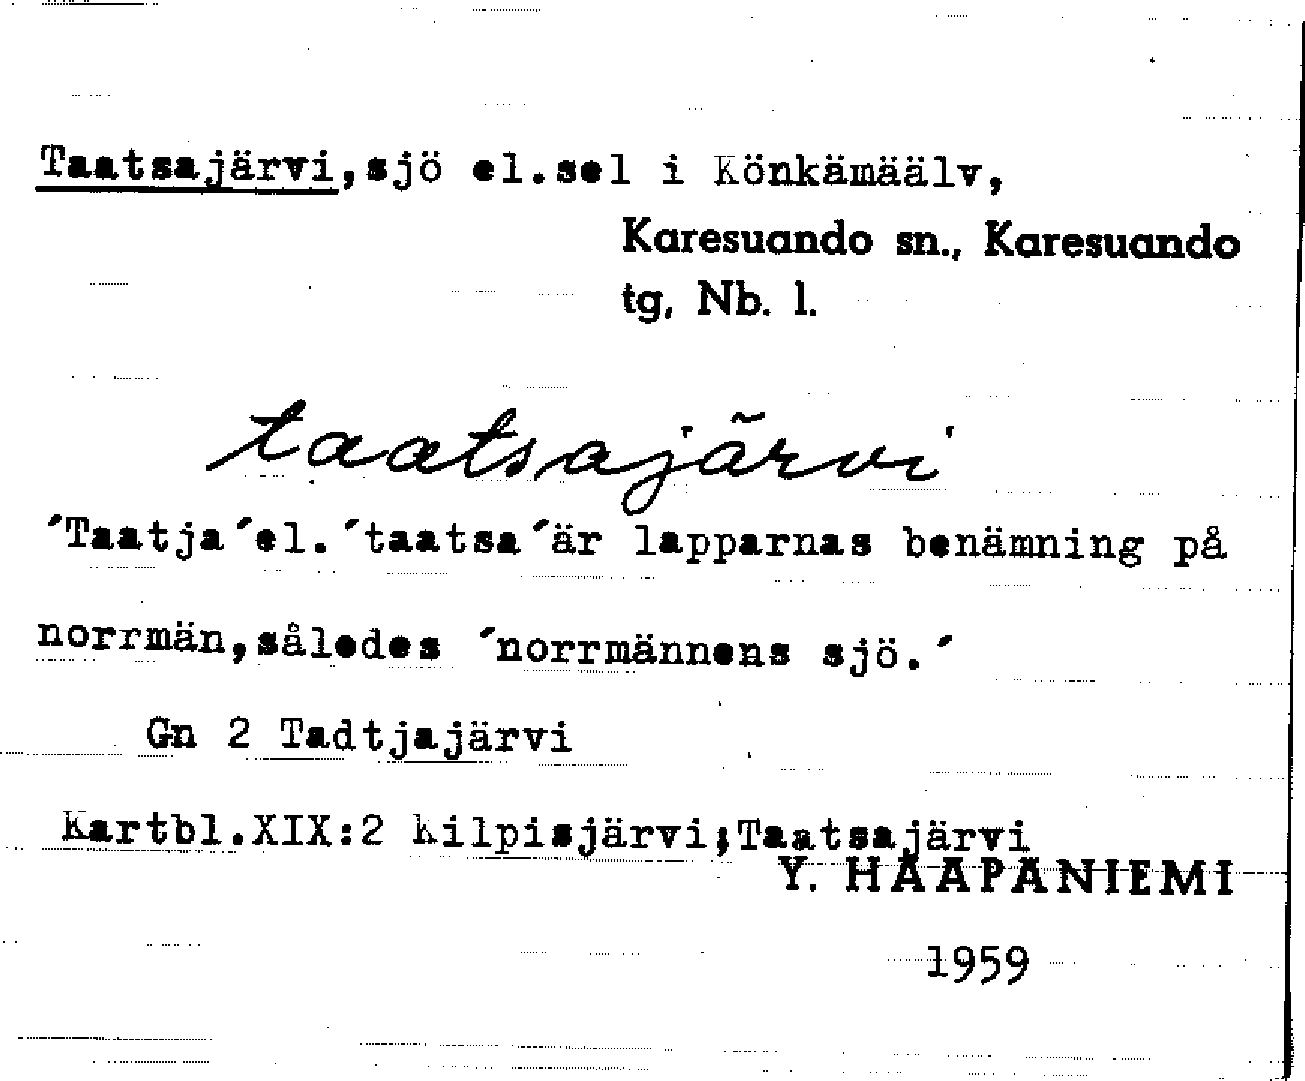 Taatsajärvi,sjö el.sel i Könkämäälv,
Karesuando sn., Karesuando
tg, Nb. l.
taatsajärvi
´Taatja´el.´taatsa´är lapparnas benämning på
norrmän,således ´norrmännens sjö.´
Gn 2 Tadtjajärvi
Kartbl.XIX:2 Kilpisjärvi;Taatsajärvi
Y. HAAPANIEMI
1959